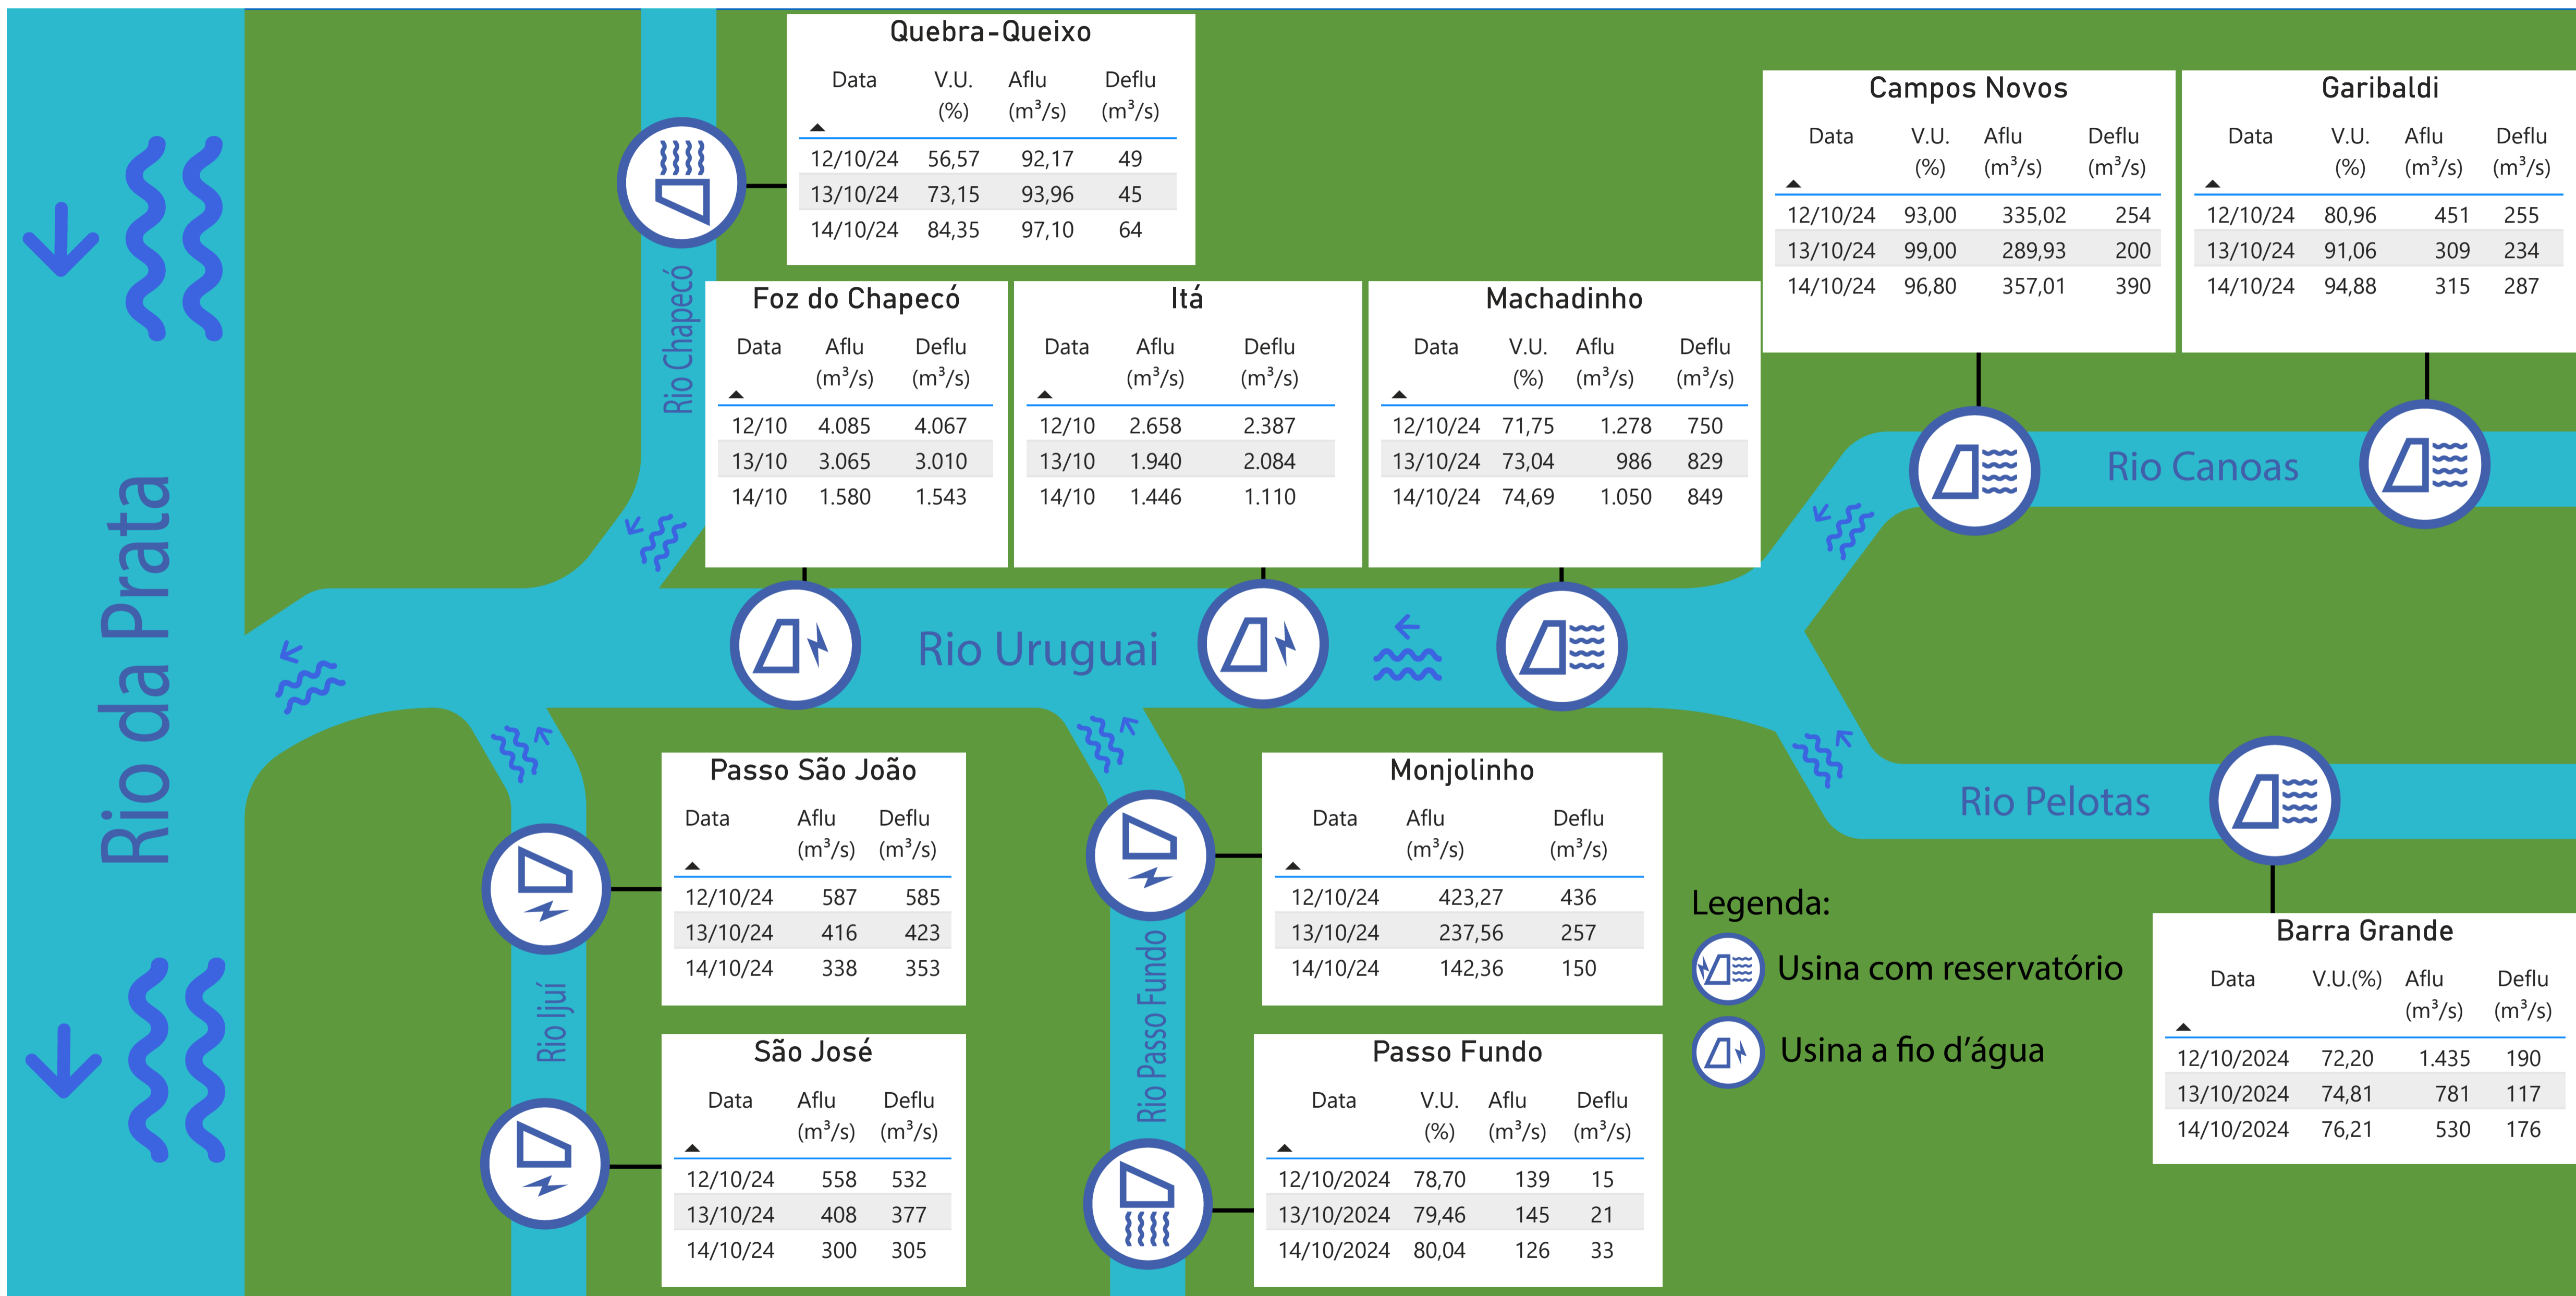 Quebra-Queixo
Data V.U. (%) Aflu (m³/s) Deflu (m³/s)
12/10/24 56,57 92,17 49
13/10/24 73,15 93,96 45
14/10/24 84,35 97,10 64
Campos Novos
Data V.U. (%) Aflu (m³/s) Deflu (m³/s)
12/10/24 93,00 335,02 254
13/10/24 99,00 289,93 200
14/10/24 96,80 357,01 390
Garibaldi
Data V.U. (%) Aflu (m³/s) Deflu (m³/s)
12/10/24 80,96 451 255
13/10/24 91,06 309 234
14/10/24 94,88 315 287
Rio Chapecó
Foz do Chapecó
Data Aflu (m³/s) Deflu (m³/s)
12/10 4.085 4.067
13/10 3.065 3.010
14/10 1.580 1.543
Itá
Data Aflu (m³/s) Deflu (m³/s)
12/10 2.658 2.387
13/10 1.940 2.084
14/10 1.446 1.110
Machadinho
Data V.U. (%) Aflu (m³/s) Deflu (m³/s)
12/10/24 71,75 1.278 750
13/10/24 73,04 986 829
14/10/24 74,69 1.050 849
Rio Canoas
Rio da Prata
Rio Uruguai
Rio Pelotas
Passo São João
Data Aflu (m³/s) Deflu (m³/s)
12/10/24 587 585
13/10/24 416 423
14/10/24 338 353
Monjolinho
Data Aflu (m³/s) Deflu (m³/s)
12/10/24 423,27 436
13/10/24 237,56 257
14/10/24 142,36 150
Legenda:
Usina com reservatório
Usina a fio d'água
Barra Grande
Data V.U.(%) Aflu (m³/s) Deflu (m³/s)
12/10/2024 72,20 1.435 190
13/10/2024 74,81 781 117
14/10/2024 76,21 530 176
Rio Ijuí
São José
Data Aflu (m³/s) Deflu (m³/s)
12/10/24 558 532
13/10/24 408 377
14/10/24 300 305
Rio Passo Fundo
Passo Fundo
Data V.U. (%) Aflu (m³/s) Deflu (m³/s)
12/10/2024 78,70 139 15
13/10/2024 79,46 145 21
14/10/2024 80,04 126 33